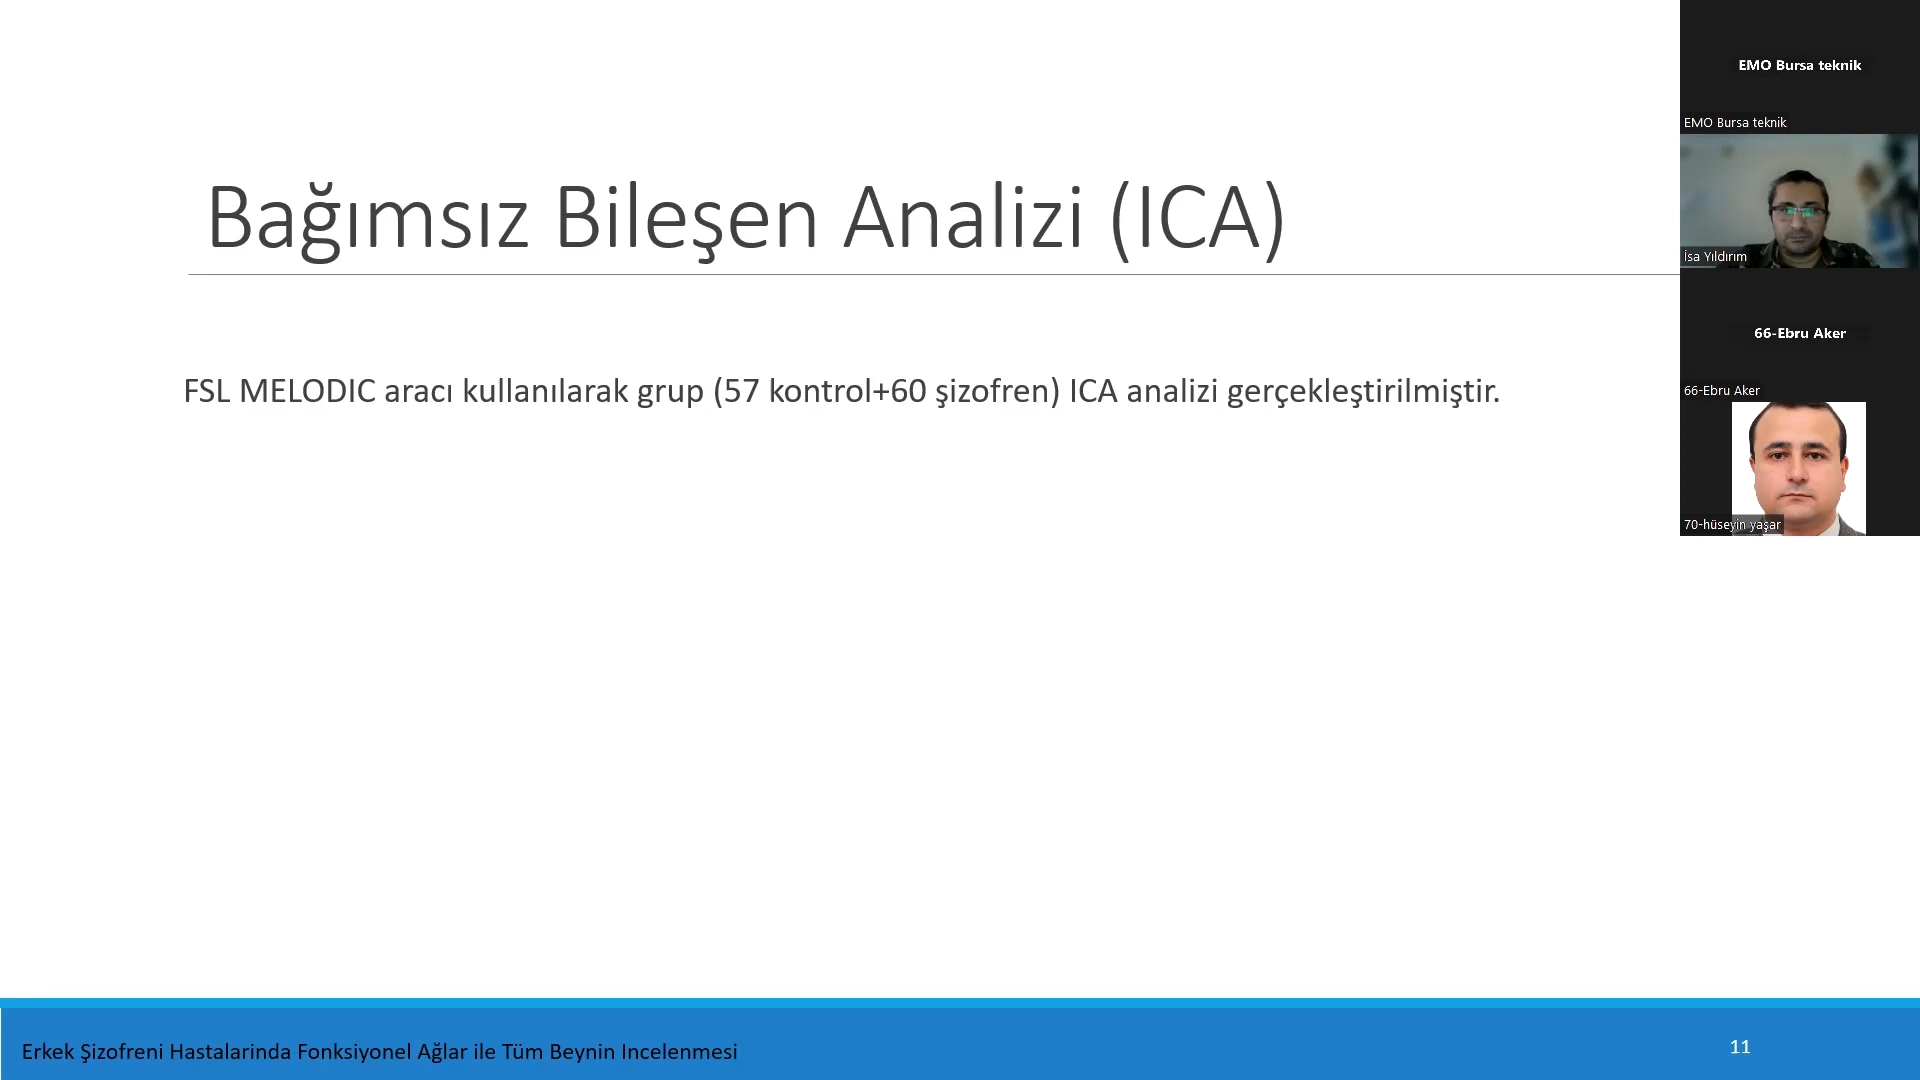 Bağımsız Bileşen Analizi (ICA)
FSL MELODIC aracı kullanılarak grup (57 kontrol+60 şizofren) ICA analizi gerçekleştirilmiştir.
Erkek Şizofreni Hastalarinda Fonksiyonel Ağlar ile Tüm Beynin Incelenmesi
11
EMO Bursa teknik
EMO Bursa teknik
İsa Yıldırım
66-Ebru Aker
66-Ebru Aker
70-hüseyin yaşar